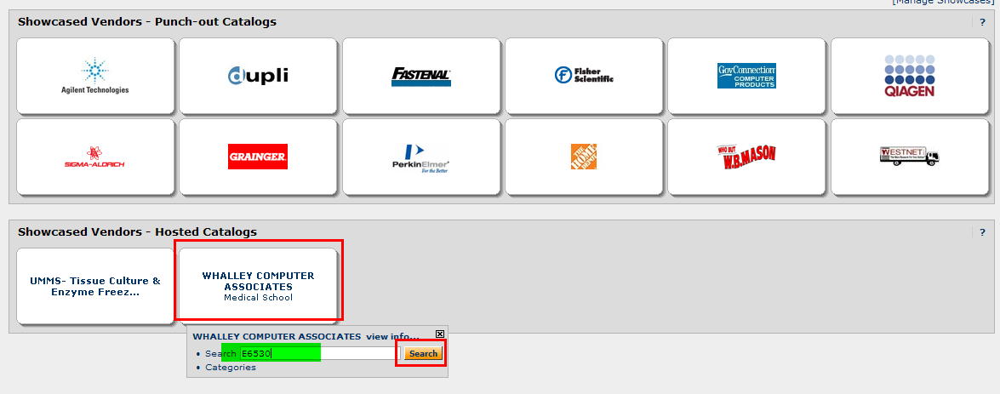 [Manage Showcases]
Showcased Vendors - Punch-out Catalogs
?
Agilent Technologies
dupli
FASTENAL
Fisher
Scientific
GovConnection
COMPUTER
PRODUCTS
QIAGEN
SIGMA-ALDRICH
GRAINGER
PerkinElmer
For the Better
THE
HOME
DEPOT
WHO BUT
W.B.MASON
WESTNET
Showcased Vendors - Hosted Catalogs
?
UMMS- Tissue Culture &
Enzyme Freez...
WHALLEY COMPUTER
ASSOCIATES
Medical School
WHALLEY COMPUTER ASSOCIATES view info...
• Search E6530 Search
• Categories